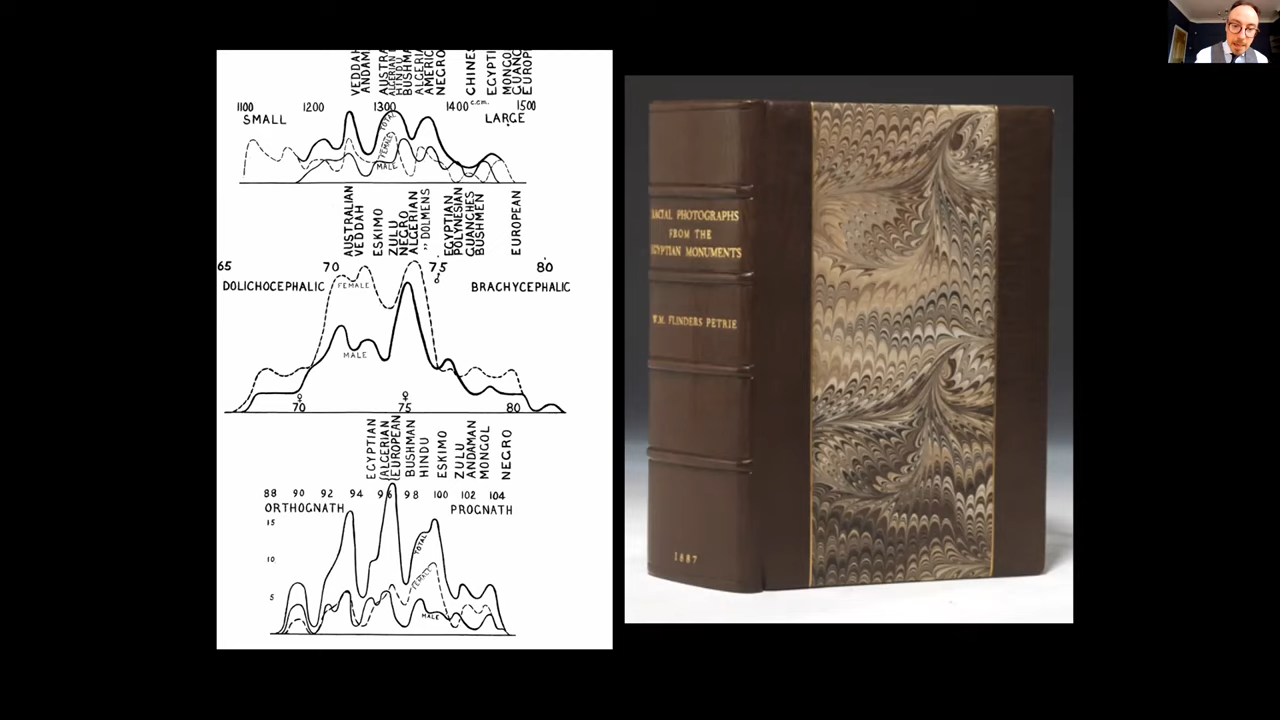 VEDDAH
ANDAM
AUSTRA
ALGERIAN
HINDU
BUSHMA
ALGERI
AMERIC
NEGRO
CHINES
EGYPTI
MONGO
GUANC
EUROP
1100 1200 1300 1400 c.cm. 1500
SMALL LARGE
TOTAL
FEMALE
MALE
AUSTRALIAN
VEDDAH
ESKIMO
ZULU
NEGRO
ALGERIAN
" DOLMENS
EGYPTIAN
POLYNESIAN
GUANCHES
BUSHMEN
EUROPEAN
65 70 75 80
♂
DOLICHOCEPHALIC BRACHYCEPHALIC
FEMALE
MALE
♀ ♀
70 75 80
EGYPTIAN
ALGERIAN
EUROPEAN
BUSHMAN
HINDU
ESKIMO
ZULU
ANDAMAN
MONGOL
NEGRO
88 90 92 94 96 98 100 102 104
ORTHOGNATH PROGNATH
15
10
5
TOTAL
FEMALE
MALE
RACIAL PHOTOGRAPHS
FROM THE
EGYPTIAN MONUMENTS
W.M. FLINDERS PETRIE
1887